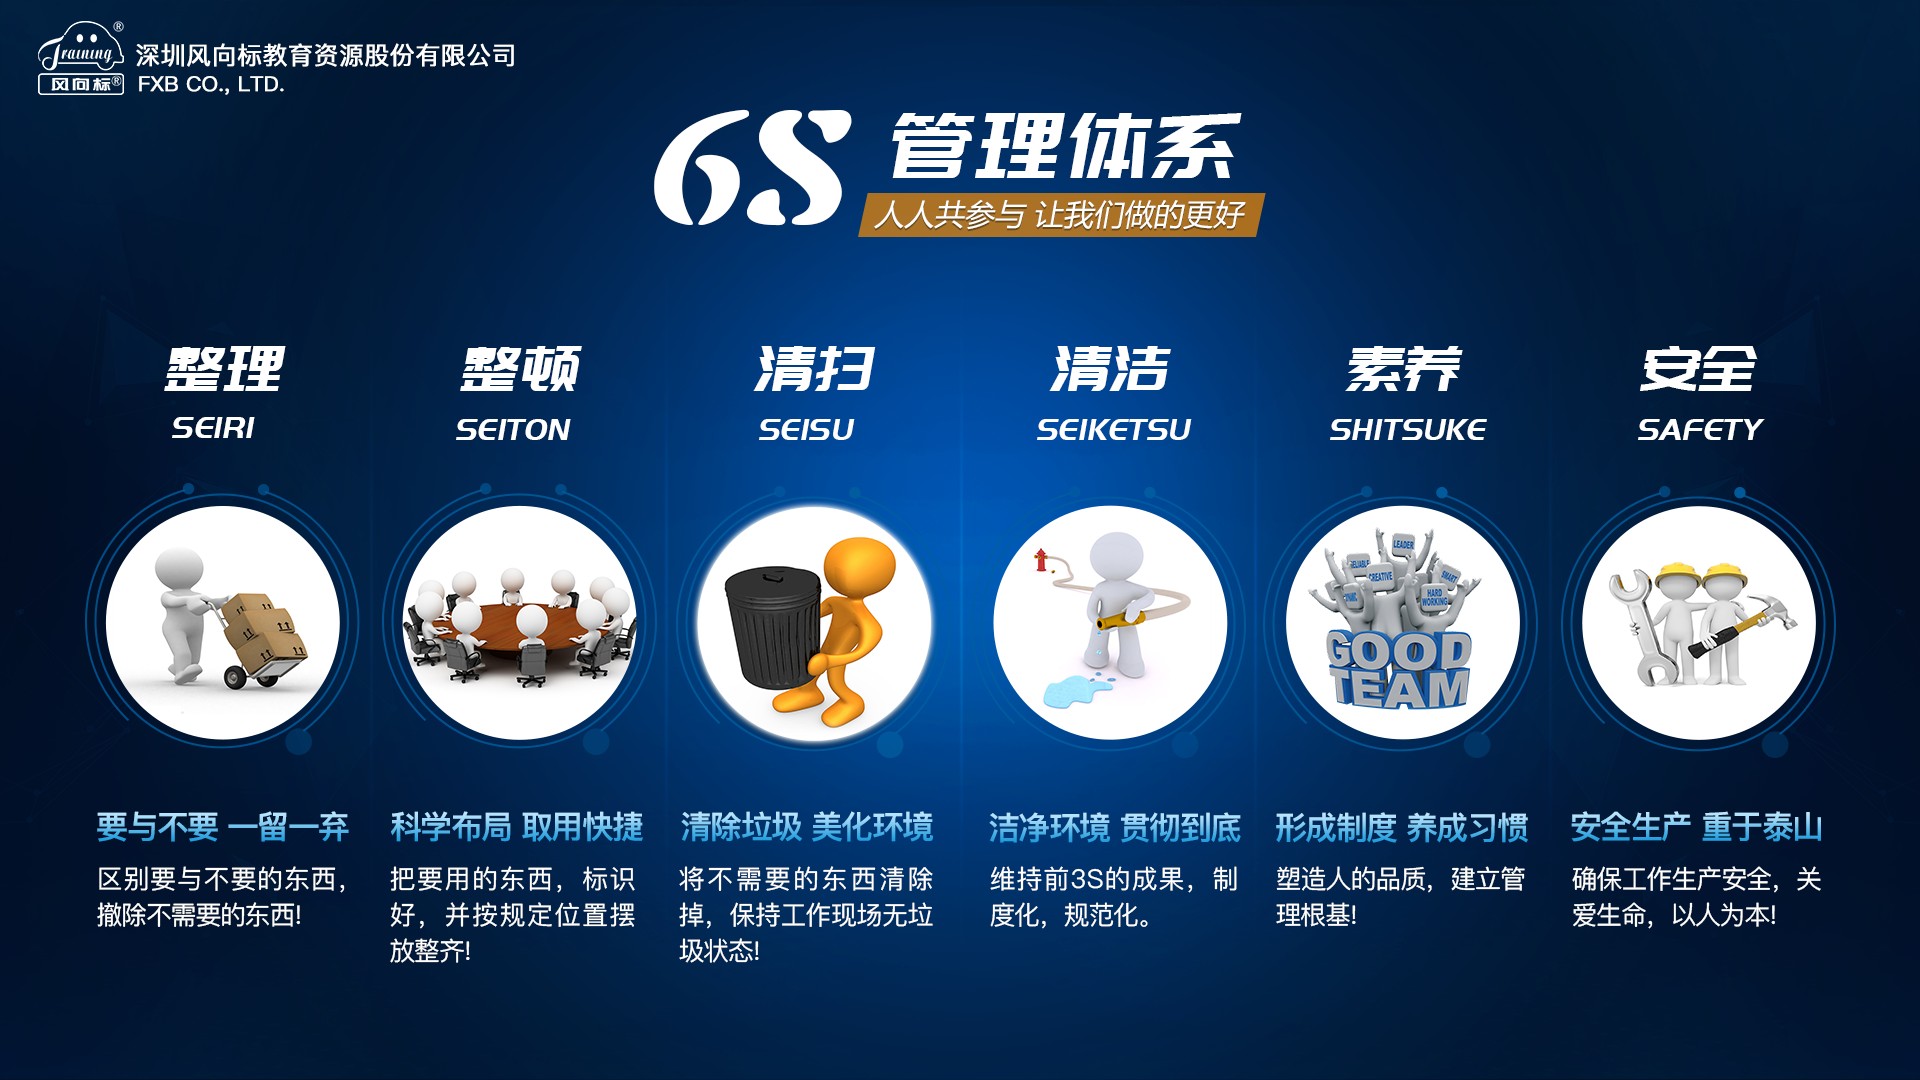 Training®
风向标®
深圳风向标教育资源股份有限公司
FXB CO., LTD.
6S 管理体系
人人共参与 让我们做的更好
整理
SEIRI
整顿
SEITON
清扫
SEISU
清洁
SEIKETSU
素养
SHITSUKE
安全
SAFETY
LEADER
RELIABLE
CREATIVE
SMART
HARD
WORKING
GOOD
TEAM
要与不要 一留一弃
区别要与不要的东西，
撤除不需要的东西!
科学布局 取用快捷
把要用的东西，标识
好，并按规定位置摆
放整齐!
清除垃圾 美化环境
将不需要的东西清除
掉，保持工作现场无垃
圾状态!
洁净环境 贯彻到底
维持前3S的成果，制
度化，规范化。
形成制度 养成习惯
塑造人的品质，建立管
理根基!
安全生产 重于泰山
确保工作生产安全，关
爱生命，以人为本!